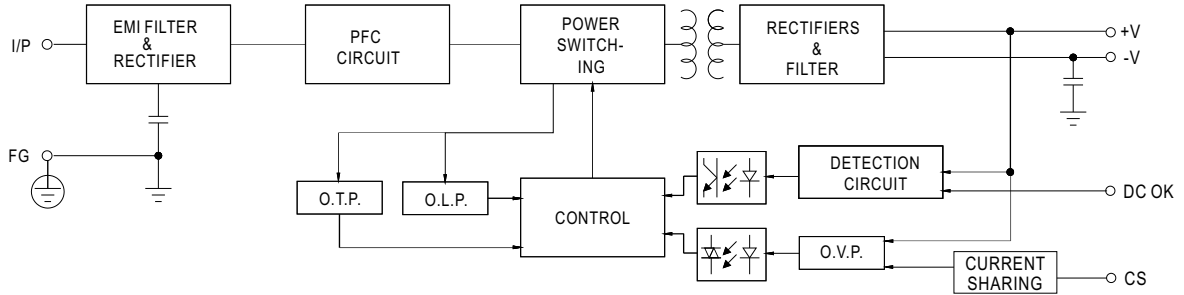 I/P
EMI FILTER
&
RECTIFIER
PFC
CIRCUIT
POWER
SWITCH-
ING
RECTIFIERS
&
FILTER
+V
-V
FG
O.T.P.
O.L.P.
CONTROL
DETECTION
CIRCUIT
DC OK
O.V.P.
CURRENT
SHARING
CS